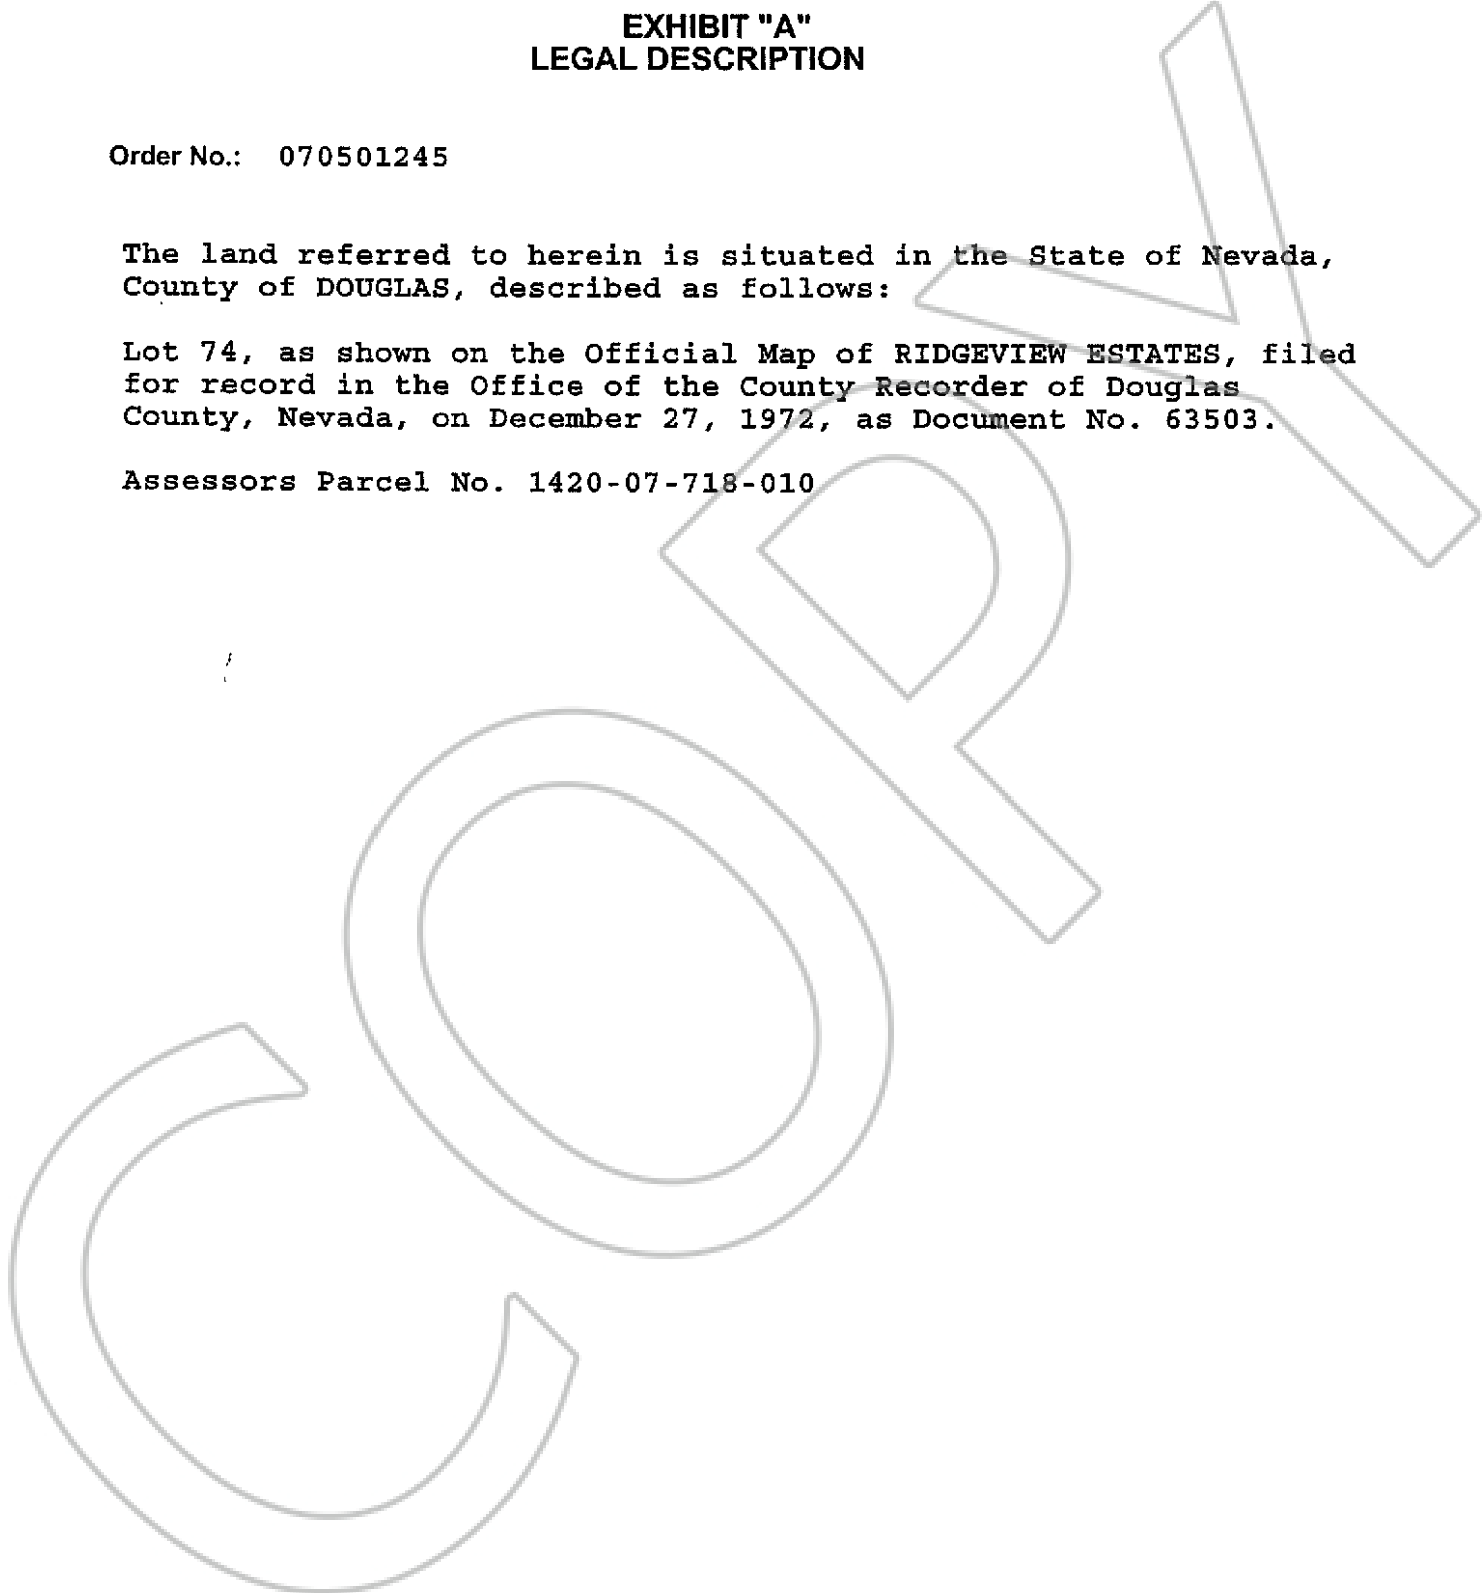 EXHIBIT "A"
LEGAL DESCRIPTION
Order No.: 070501245
The land referred to herein is situated in the State of Nevada,
County of DOUGLAS, described as follows:
Lot 74, as shown on the Official Map of RIDGEVIEW ESTATES, filed
for record in the Office of the County Recorder of Douglas
County, Nevada, on December 27, 1972, as Document No. 63503.
Assessors Parcel No. 1420-07-718-010
COPY